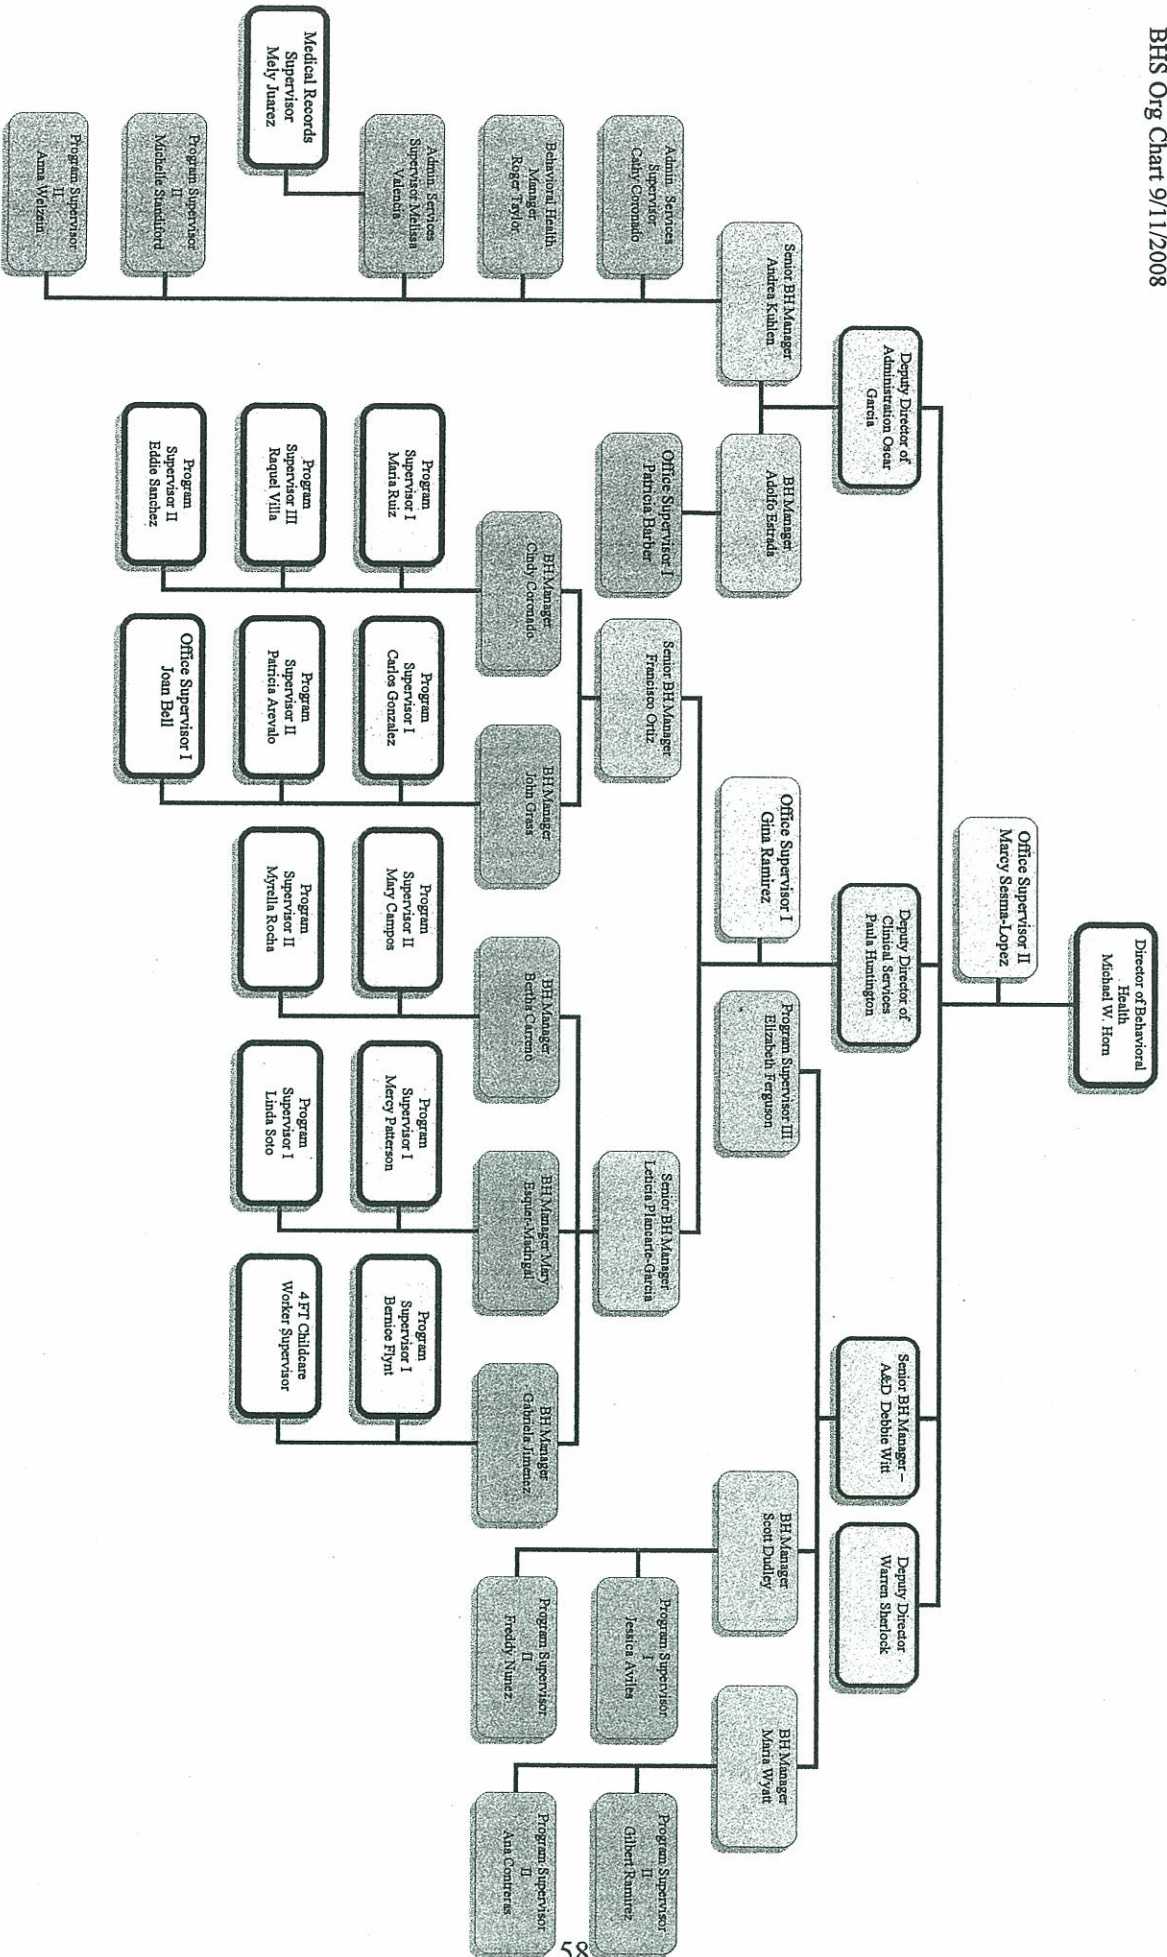 BHS Org Chart 9/11/2008
Director of Behavioral
Health
Michael W. Horn
Office Supervisor II
Marcy Sesma-Lopez
Deputy Director of
Administration Oscar
Garcia
Deputy Director of
Clinical Services
Paula Huntington
Senior BH Manager –
A&D Debbie Witt
Deputy Director
Warren Sherlock
Senior BH Manager
Andrea Kuhlen
BH Manager
Adolfo Estrada
Office Supervisor I
Gina Ramirez
Program Supervisor III
Elizabeth Ferguson
BH Manager
Scott Dudley
BH Manager
Maria Wyatt
Admin. Services
Supervisor
Cathy Coronado
Office Supervisor I
Patricia Barber
Senior BH Manager
Francisco Ortiz
Senior BH Manager
Leticia Plancarte-Garcia
Program Supervisor
I
Jessica Aviles
Program Supervisor
II
Gilbert Ramirez
Behavioral Health
Manager
Roger Taylor
BH Manager
Cindy Coronado
BH Manager
John Grass
BH Manager
Bertha Carreno
BH Manager Mary
Esquer-Madrigal
BH Manager
Gabriela Jimenez
Program Supervisor
II
Freddy Nunez
Program Supervisor
II
Ana Contreras
Admin. Services
Supervisor Melissa
Valencia
Program
Supervisor I
Maria Ruiz
Program
Supervisor I
Carlos Gonzalez
Program
Supervisor II
Mary Campos
Program
Supervisor I
Mercy Patterson
Program
Supervisor I
Bernice Flynt
Medical Records
Supervisor
Mely Juarez
Program
Supervisor III
Raquel Villa
Program
Supervisor II
Patricia Arevalo
Program
Supervisor II
Myrella Rocha
Program
Supervisor I
Linda Soto
4 FT Childcare
Worker Supervisor
Program Supervisor
II
Michelle Standiford
Program
Supervisor II
Eddie Sanchez
Office Supervisor I
Joan Bell
Program Supervisor
II
Anna Welzein
58